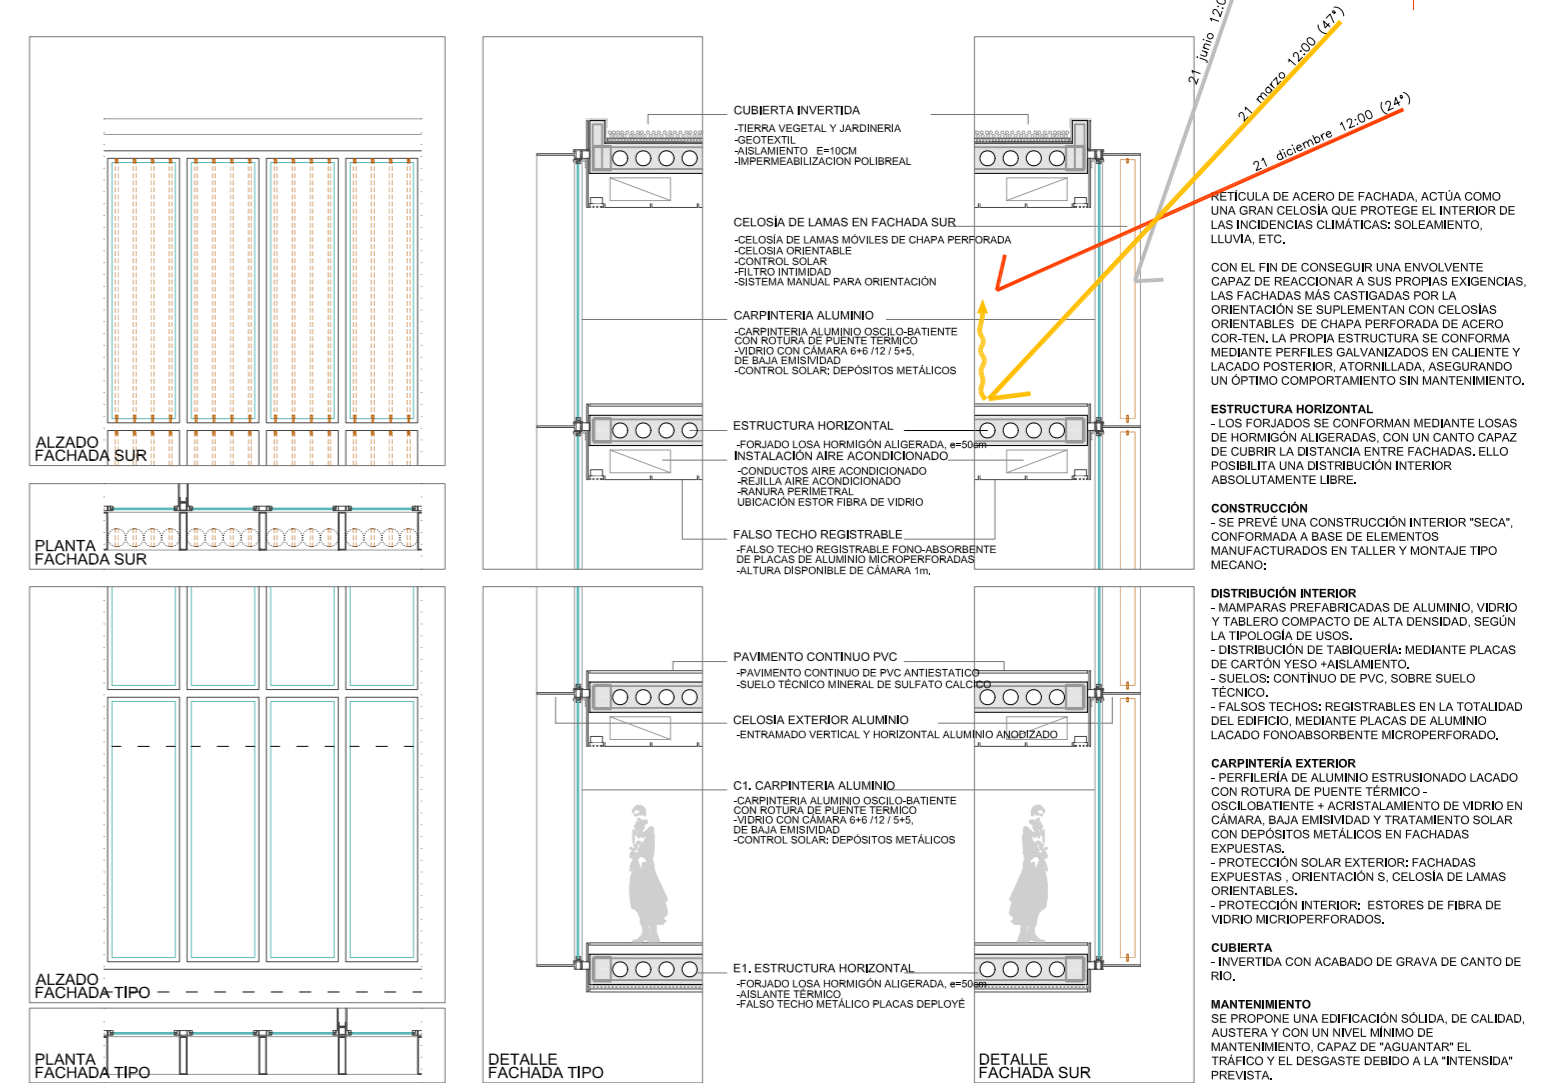 ALZADO
FACHADA SUR
PLANTA
FACHADA SUR
ALZADO
FACHADA TIPO
PLANTA
FACHADA TIPO
CUBIERTA INVERTIDA
-TIERRA VEGETAL Y JARDINERIA
-GEOTEXTIL
-AISLAMIENTO E=10CM
-IMPERMEABILIZACION POLIBREAL
CELOSÍA DE LAMAS EN FACHADA SUR
-CELOSÍA DE LAMAS MÓVILES DE CHAPA PERFORADA
-CELOSIA ORIENTABLE
-CONTROL SOLAR
-FILTRO INTIMIDAD
-SISTEMA MANUAL PARA ORIENTACIÓN
CARPINTERIA ALUMINIO
-CARPINTERIA ALUMINIO OSCILO-BATIENTE
CON ROTURA DE PUENTE TERMICO
-VIDRIO CON CÁMARA 6+6 /12 / 5+5,
DE BAJA EMISIVIDAD
-CONTROL SOLAR: DEPÓSITOS METÁLICOS
ESTRUCTURA HORIZONTAL
-FORJADO LOSA HORMIGÓN ALIGERADA, e=50cm
INSTALACIÓN AIRE ACONDICIONADO
-CONDUCTOS AIRE ACONDICIONADO
-REJILLA AIRE ACONDICIONADO
-RANURA PERIMETRAL
UBICACIÓN ESTOR FIBRA DE VIDRIO
FALSO TECHO REGISTRABLE
-FALSO TECHO REGISTRABLE FONO-ABSORBENTE
DE PLACAS DE ALUMINIO MICROPERFORADAS
-ALTURA DISPONIBLE DE CÁMARA 1m.
PAVIMENTO CONTINUO PVC
-PAVIMENTO CONTINUO DE PVC ANTIESTATICO
-SUELO TÉCNICO MINERAL DE SULFATO CALCICO
CELOSIA EXTERIOR ALUMINIO
-ENTRAMADO VERTICAL Y HORIZONTAL ALUMINIO ANODIZADO
C1. CARPINTERIA ALUMINIO
-CARPINTERIA ALUMINIO OSCILO-BATIENTE
CON ROTURA DE PUENTE TERMICO
-VIDRIO CON CÁMARA 6+6 /12 / 5+5,
DE BAJA EMISIVIDAD
-CONTROL SOLAR: DEPÓSITOS METÁLICOS
E1. ESTRUCTURA HORIZONTAL
-FORJADO LOSA HORMIGÓN ALIGERADA, e=50cm
-AISLANTE TÉRMICO
-FALSO TECHO METÁLICO PLACAS DEPLOYÉ
DETALLE
FACHADA TIPO
DETALLE
FACHADA SUR
21 junio 12:0
21 marzo 12:00 (47°)
21 diciembre 12:00 (24°)
RETÍCULA DE ACERO DE FACHADA, ACTÚA COMO
UNA GRAN CELOSÍA QUE PROTEGE EL INTERIOR DE
LAS INCIDENCIAS CLIMÁTICAS: SOLEAMIENTO,
LLUVIA, ETC.
CON EL FIN DE CONSEGUIR UNA ENVOLVENTE
CAPAZ DE REACCIONAR A SUS PROPIAS EXIGENCIAS,
LAS FACHADAS MÁS CASTIGADAS POR LA
ORIENTACIÓN SE SUPLEMENTAN CON CELOSÍAS
ORIENTABLES DE CHAPA PERFORADA DE ACERO
COR-TEN. LA PROPIA ESTRUCTURA SE CONFORMA
MEDIANTE PERFILES GALVANIZADOS EN CALIENTE Y
LACADO POSTERIOR, ATORNILLADA, ASEGURANDO
UN ÓPTIMO COMPORTAMIENTO SIN MANTENIMIENTO.
ESTRUCTURA HORIZONTAL
- LOS FORJADOS SE CONFORMAN MEDIANTE LOSAS
DE HORMIGÓN ALIGERADAS, CON UN CANTO CAPAZ
DE CUBRIR LA DISTANCIA ENTRE FACHADAS. ELLO
POSIBILITA UNA DISTRIBUCIÓN INTERIOR
ABSOLUTAMENTE LIBRE.
CONSTRUCCIÓN
- SE PREVÉ UNA CONSTRUCCIÓN INTERIOR "SECA",
CONFORMADA A BASE DE ELEMENTOS
MANUFACTURADOS EN TALLER Y MONTAJE TIPO
MECANO:
DISTRIBUCIÓN INTERIOR
- MAMPARAS PREFABRICADAS DE ALUMINIO, VIDRIO
Y TABLERO COMPACTO DE ALTA DENSIDAD, SEGÚN
LA TIPOLOGÍA DE USOS.
- DISTRIBUCIÓN DE TABIQUERÍA: MEDIANTE PLACAS
DE CARTÓN YESO +AISLAMIENTO.
- SUELOS: CONTÍNUO DE PVC, SOBRE SUELO
TÉCNICO.
- FALSOS TECHOS: REGISTRABLES EN LA TOTALIDAD
DEL EDIFICIO, MEDIANTE PLACAS DE ALUMINIO
LACADO FONOABSORBENTE MICROPERFORADO.
CARPINTERÍA EXTERIOR
- PERFILERÍA DE ALUMINIO ESTRUSIONADO LACADO
CON ROTURA DE PUENTE TÉRMICO -
OSCILOBATIENTE + ACRISTALAMIENTO DE VIDRIO EN
CÁMARA, BAJA EMISIVIDAD Y TRATAMIENTO SOLAR
CON DEPÓSITOS METÁLICOS EN FACHADAS
EXPUESTAS.
- PROTECCIÓN SOLAR EXTERIOR: FACHADAS
EXPUESTAS , ORIENTACIÓN S, CELOSÍA DE LAMAS
ORIENTABLES.
- PROTECCIÓN INTERIOR: ESTORES DE FIBRA DE
VIDRIO MICRIOPERFORADOS.
CUBIERTA
- INVERTIDA CON ACABADO DE GRAVA DE CANTO DE
RIO.
MANTENIMIENTO
SE PROPONE UNA EDIFICACIÓN SÓLIDA, DE CALIDAD,
AUSTERA Y CON UN NIVEL MÍNIMO DE
MANTENIMIENTO, CAPAZ DE "AGUANTAR" EL
TRÁFICO Y EL DESGASTE DEBIDO A LA "INTENSIDA"
PREVISTA.